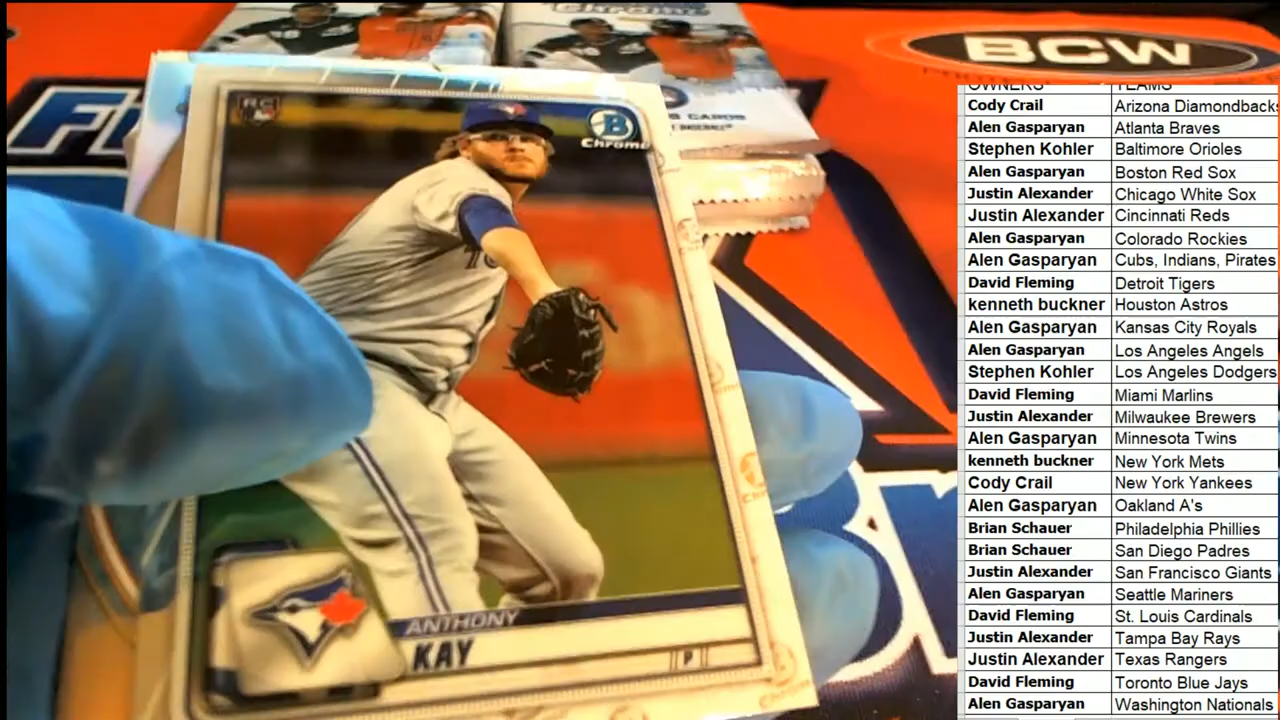 Chrome
BCW
CARDS
BASEBALL
RC
B
Chrome
ANTHONY
KAY
P
OWNERS TEAMS
Cody Crail Arizona Diamondbacks
Alen Gasparyan Atlanta Braves
Stephen Kohler Baltimore Orioles
Alen Gasparyan Boston Red Sox
Justin Alexander Chicago White Sox
Justin Alexander Cincinnati Reds
Alen Gasparyan Colorado Rockies
Alen Gasparyan Cubs, Indians, Pirates
David Fleming Detroit Tigers
kenneth buckner Houston Astros
Alen Gasparyan Kansas City Royals
Alen Gasparyan Los Angeles Angels
Stephen Kohler Los Angeles Dodgers
David Fleming Miami Marlins
Justin Alexander Milwaukee Brewers
Alen Gasparyan Minnesota Twins
kenneth buckner New York Mets
Cody Crail New York Yankees
Alen Gasparyan Oakland A's
Brian Schauer Philadelphia Phillies
Brian Schauer San Diego Padres
Justin Alexander San Francisco Giants
Alen Gasparyan Seattle Mariners
David Fleming St. Louis Cardinals
Justin Alexander Tampa Bay Rays
Justin Alexander Texas Rangers
David Fleming Toronto Blue Jays
Alen Gasparyan Washington Nationals